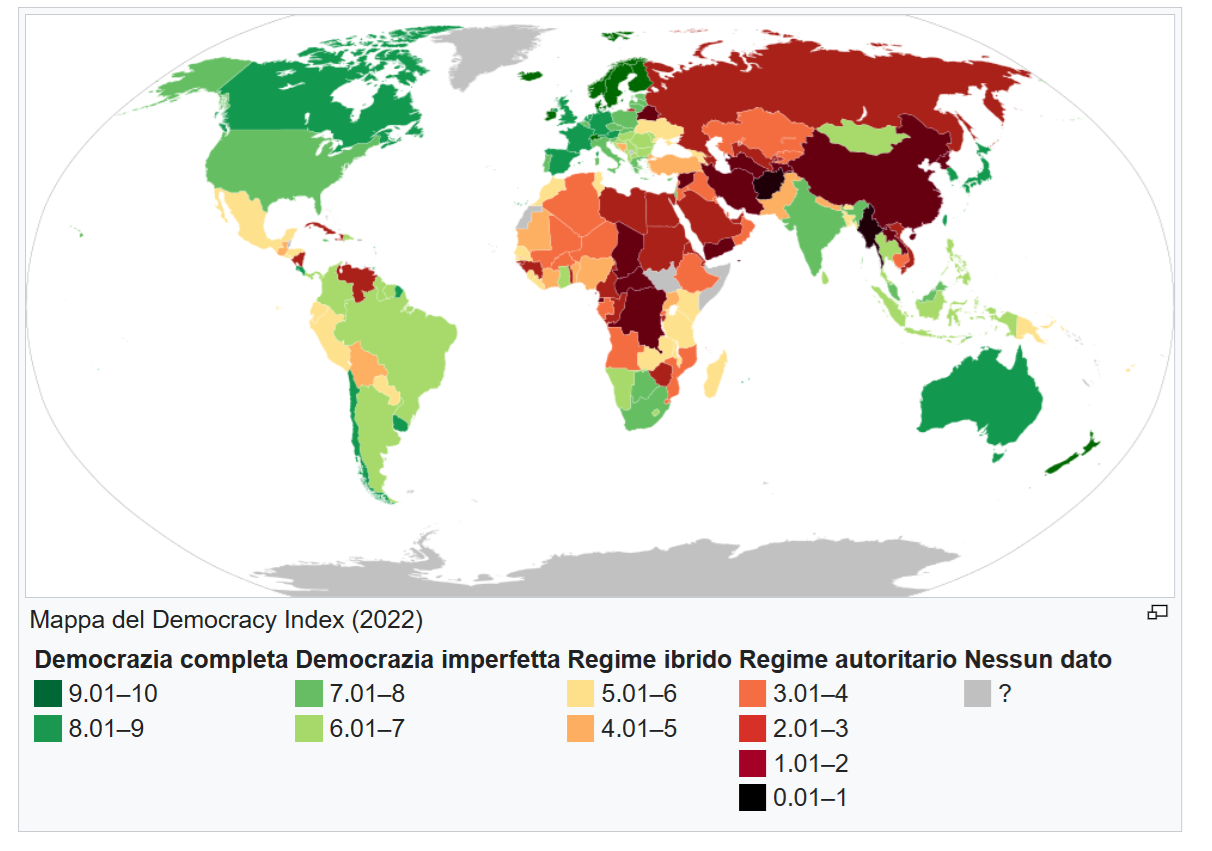 Mappa del Democracy Index (2022)
Democrazia completa Democrazia imperfetta Regime ibrido Regime autoritario Nessun dato
9.01–10 7.01–8 5.01–6 3.01–4 ?
8.01–9 6.01–7 4.01–5 2.01–3
1.01–2
0.01–1